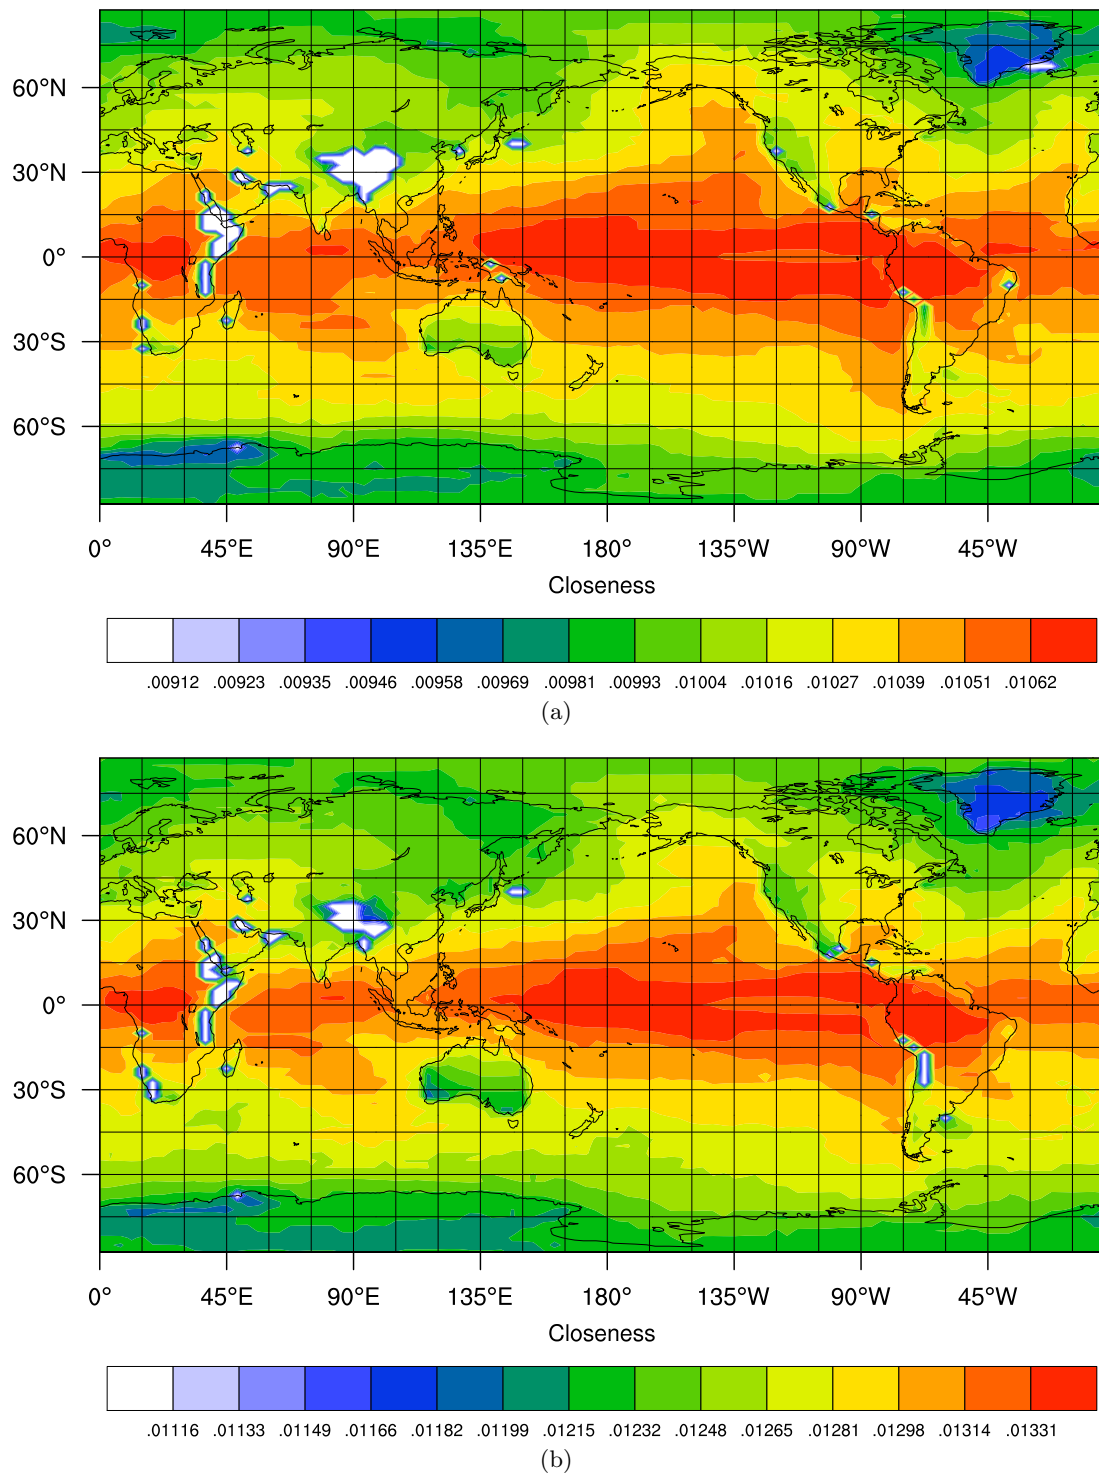 60°N
30°N
0°
30°S
60°S
0° 45°E 90°E 135°E 180° 135°W 90°W 45°W
Closeness
.00912 .00923 .00935 .00946 .00958 .00969 .00981 .00993 .01004 .01016 .01027 .01039 .01051 .01062
(a)
60°N
30°N
0°
30°S
60°S
0° 45°E 90°E 135°E 180° 135°W 90°W 45°W
Closeness
.01116 .01133 .01149 .01166 .01182 .01199 .01215 .01232 .01248 .01265 .01281 .01298 .01314 .01331
(b)